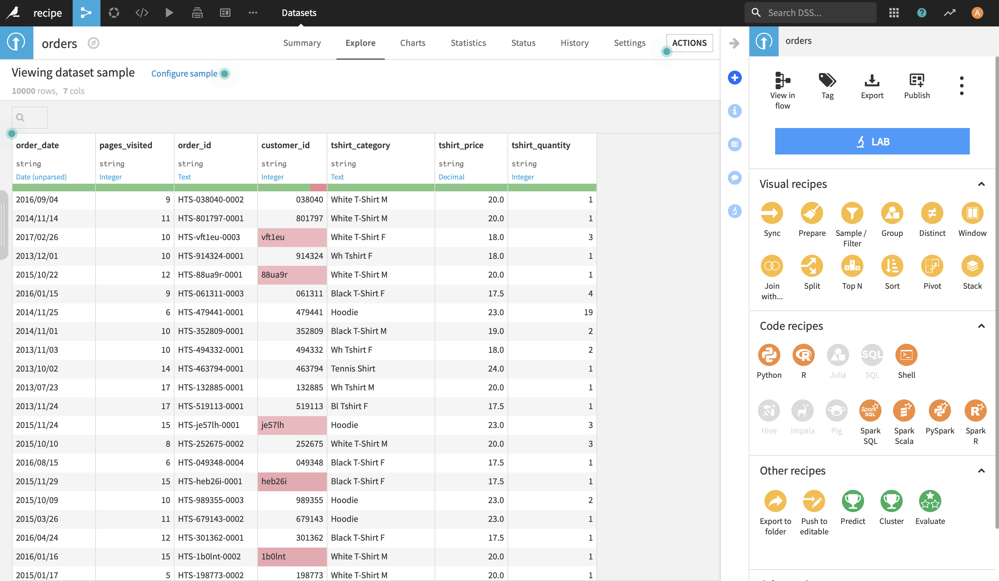 recipe
Datasets
Search DSS...
?
A
orders
Summary
Explore
Charts
Statistics
Status
History
Settings
ACTIONS
orders
Viewing dataset sample
Configure sample
10000 rows, 7 cols
View in
flow
Tag
Export
Publish
LAB
order_date pages_visited order_id customer_id tshirt_category tshirt_price tshirt_quantity
string string string string string string string
Date (unparsed) Integer Text Integer Text Decimal Integer
2016/09/04 9 HTS-038040-0002 038040 White T-Shirt M 20.0 1
2014/11/14 11 HTS-801797-0001 801797 White T-Shirt M 20.0 1
2017/02/26 10 HTS-vft1eu-0003 vft1eu White T-Shirt F 18.0 3
2013/12/01 10 HTS-914324-0001 914324 Wh Tshirt F 18.0 1
2015/10/22 12 HTS-88ua9r-0001 88ua9r White T-Shirt M 20.0 1
2016/01/15 9 HTS-061311-0003 061311 Black T-Shirt F 17.5 4
2014/11/25 6 HTS-479441-0001 479441 Hoodie 23.0 19
2014/11/01 10 HTS-352809-0001 352809 Black T-Shirt M 19.0 2
2013/11/03 10 HTS-494332-0001 494332 Wh Tshirt F 18.0 2
2013/10/02 14 HTS-463794-0001 463794 Tennis Shirt 24.0 1
2013/07/23 17 HTS-132885-0001 132885 Wh Tshirt M 20.0 1
2013/11/24 17 HTS-519113-0001 519113 Bl Tshirt F 17.5 1
2015/11/24 15 HTS-je57lh-0001 je57lh Hoodie 23.0 3
2015/10/10 8 HTS-252675-0002 252675 White T-Shirt M 20.0 3
2016/08/15 6 HTS-049348-0004 049348 Black T-Shirt F 17.5 1
2015/11/29 15 HTS-heb26i-0001 heb26i Black T-Shirt F 17.5 1
2015/10/09 10 HTS-989355-0003 989355 Hoodie 23.0 2
2015/03/26 11 HTS-679143-0002 679143 Hoodie 23.0 1
2016/04/24 12 HTS-301362-0001 301362 Black T-Shirt F 17.5 1
2016/01/16 15 HTS-1b0lnt-0002 1b0lnt White T-Shirt M 20.0 1
2015/01/17 5 HTS-198773-0002 198773 White T-Shirt M 20.0 1
Visual recipes
Sync
Prepare
Sample /
Filter
Group
Distinct
Window
Join
with...
Split
1
2 3
Top N
Sort
Pivot
Stack
Code recipes
Python
R
Julia
SQL
SQL
Shell
Hive
Impala
Pig
Spark
SQL
Spark
SQL
Spark
Scala
PySpark
R
Spark
R
Other recipes
Export to
folder
Push to
editable
Predict
Cluster
Evaluate